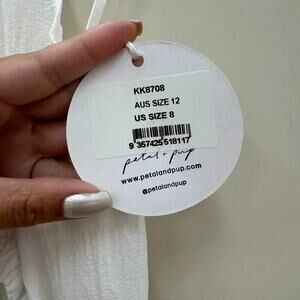 KK8708
AUS SIZE 12
US SIZE 8
9 357425 518117
petal + pup
www.petalandpup.com
@petalandpup